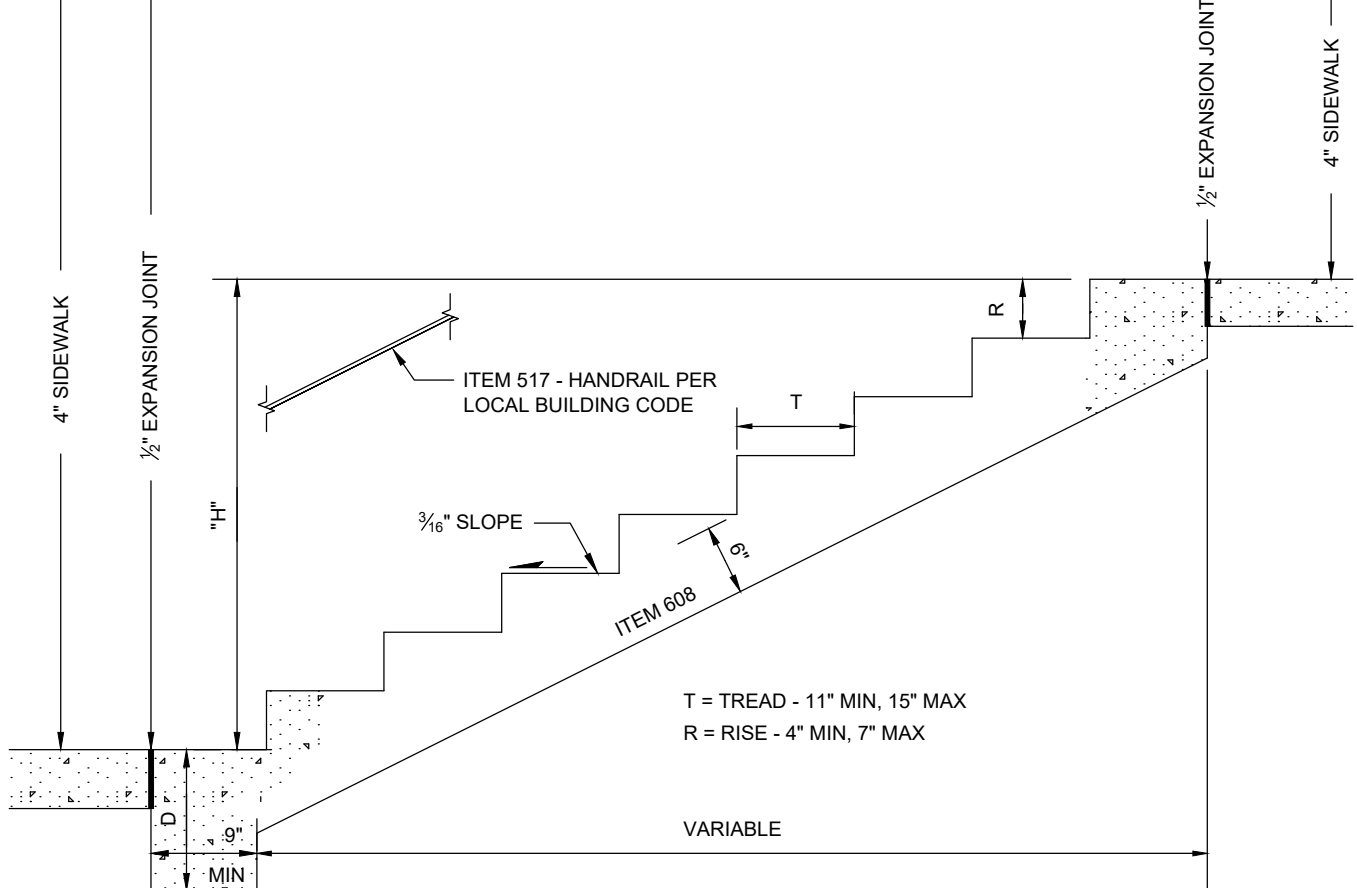 ½" EXPANSION JOINT
4" SIDEWALK
4" SIDEWALK
½" EXPANSION JOINT
R
ITEM 517 - HANDRAIL PER
LOCAL BUILDING CODE
T
"H"
3⁄16" SLOPE
6"
ITEM 608
T = TREAD - 11" MIN, 15" MAX
R = RISE - 4" MIN, 7" MAX
D
9"
MIN
VARIABLE